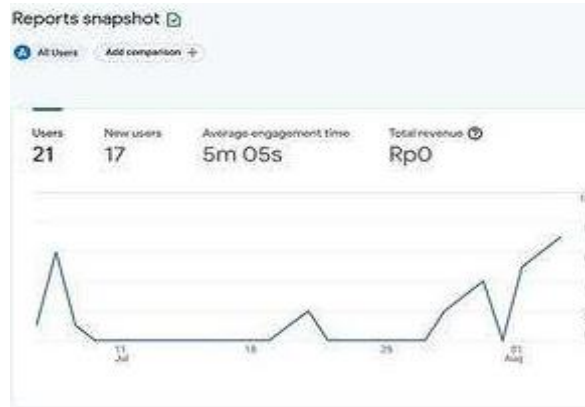 Reports snapshot
A All Users Add comparison +
Users New users Average engagement time Total revenue ?
21 17 5m 05s Rp0
11 18 25 01
Jul Aug